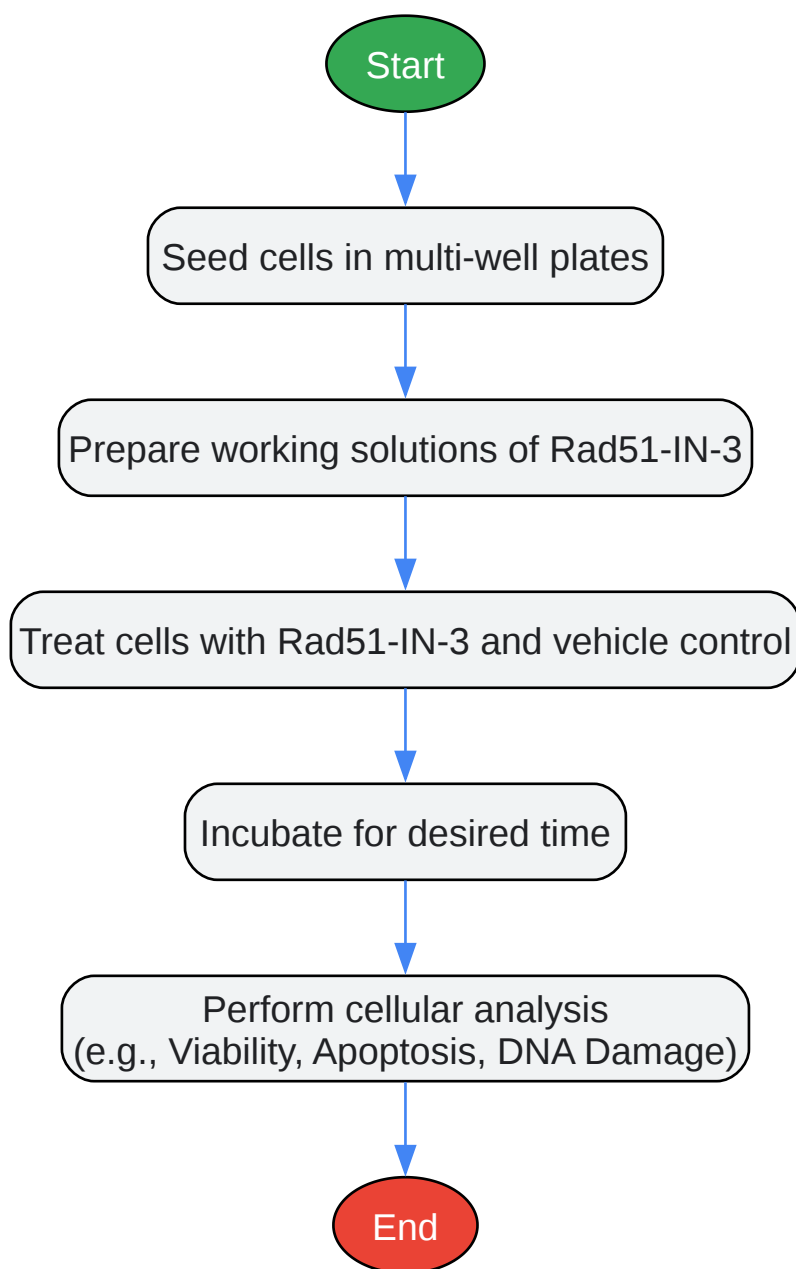 Start
Seed cells in multi-well plates
Prepare working solutions of Rad51-IN-3
Treat cells with Rad51-IN-3 and vehicle control
Incubate for desired time
Perform cellular analysis
(e.g., Viability, Apoptosis, DNA Damage)
End